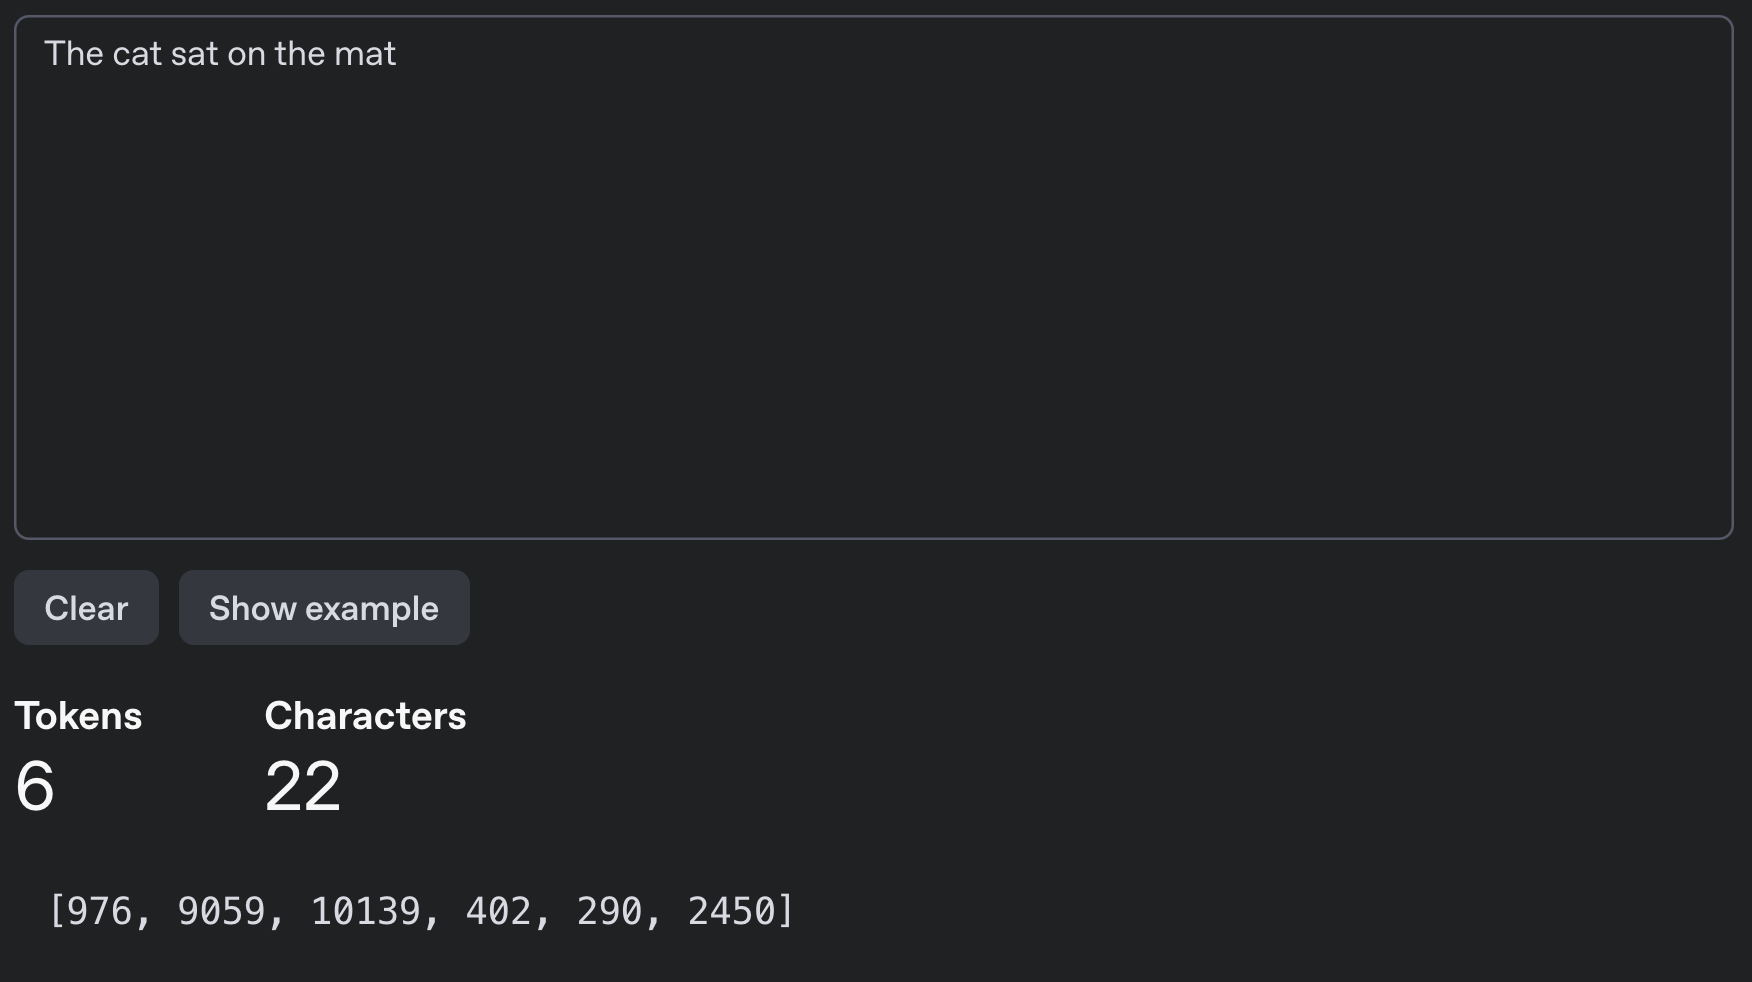 The cat sat on the mat
Clear Show example
Tokens Characters
6 22
[976, 9059, 10139, 402, 290, 2450]